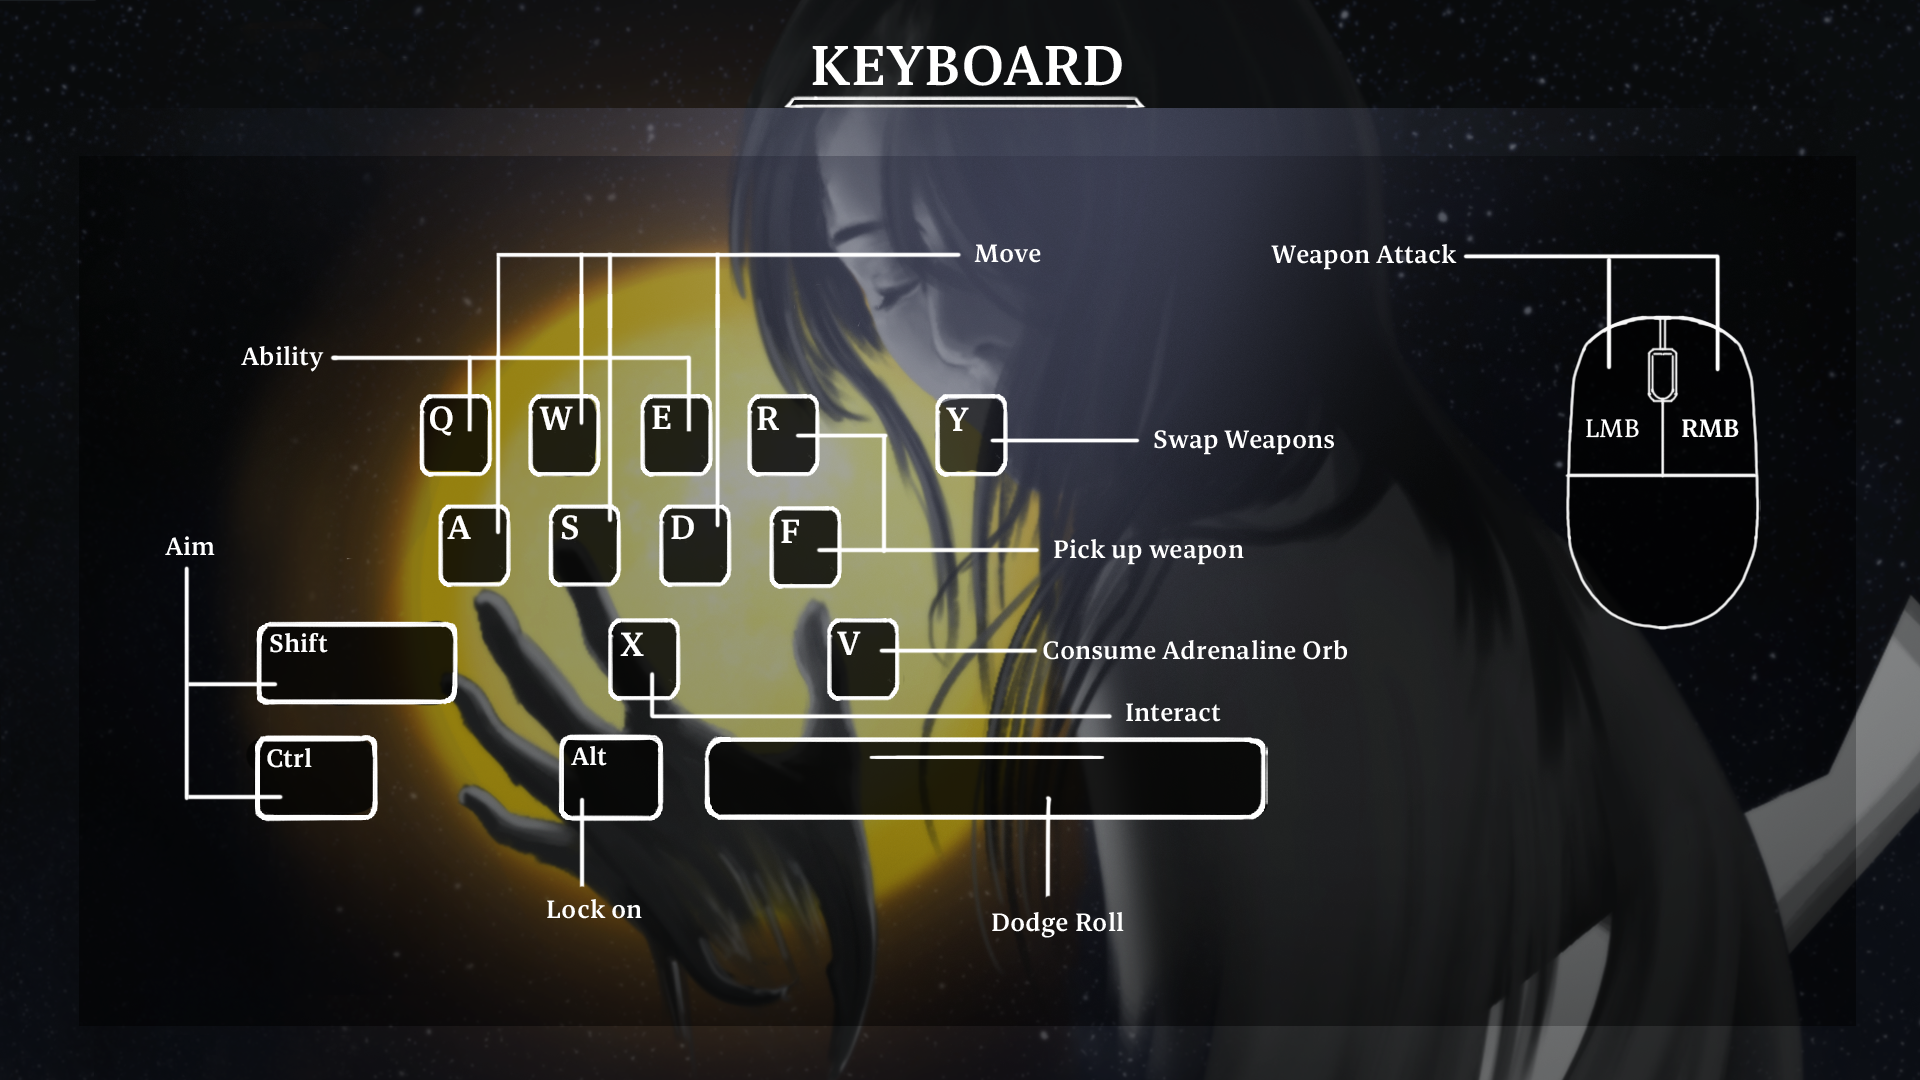 KEYBOARD
Move
Weapon Attack
Ability
Q W E R Y
Swap Weapons
LMB RMB
A S D F
Aim
Pick up weapon
Shift
X V
Consume Adrenaline Orb
Interact
Ctrl
Alt
Lock on
Dodge Roll